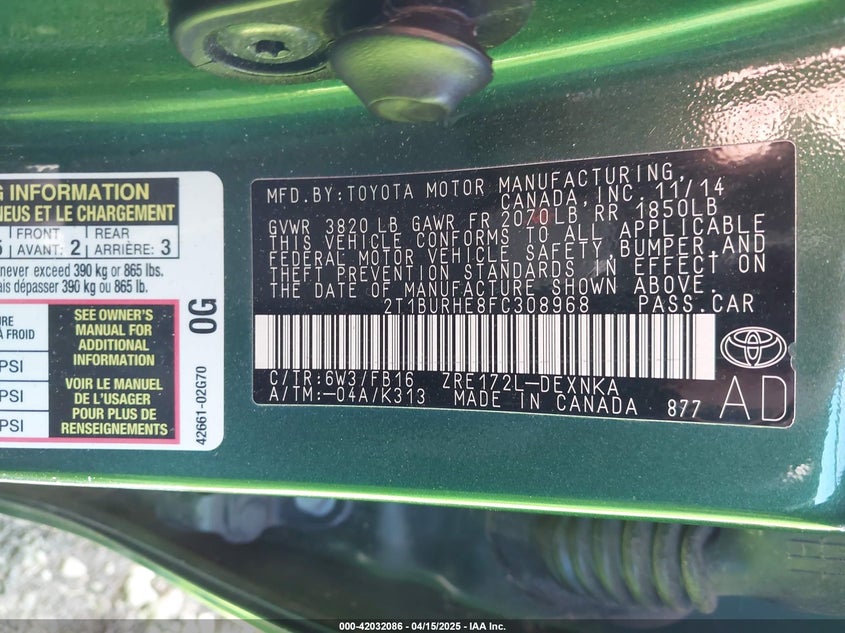 G INFORMATION
NEUS ET LE CHARGEMENT
5 FRONT AVANT: 2 REAR ARRIÈRE: 3
never exceed 390 kg or 865 lbs.
ais dépasser 390 kg ou 865 lb.
À FROID
PSI
PSI
PSI
SEE OWNER'S
MANUAL FOR
ADDITIONAL
INFORMATION
VOIR LE MANUEL
DE L'USAGER
POUR PLUS DE
RENSEIGNEMENTS
42661-02G70
0G
MFD.BY:TOYOTA MOTOR MANUFACTURING,
CANADA, INC. 11/14
GVWR 3820 LB GAWR FR 2070LB RR 1850LB
THIS VEHICLE CONFORMS TO ALL APPLICABLE
FEDERAL MOTOR VEHICLE SAFETY, BUMPER, AND
THEFT PREVENTION STANDARDS IN EFFECT ON
THE DATE OF MANUFACTURE SHOWN ABOVE.
2T1BURHE8FC308968 PASS.CAR
C/TR:6W3/FB16 ZRE172L-DEXNKA
A/TM:-04A/K313 MADE IN CANADA 877
AD
000-42032086 - 04/15/2025 - IAA Inc.